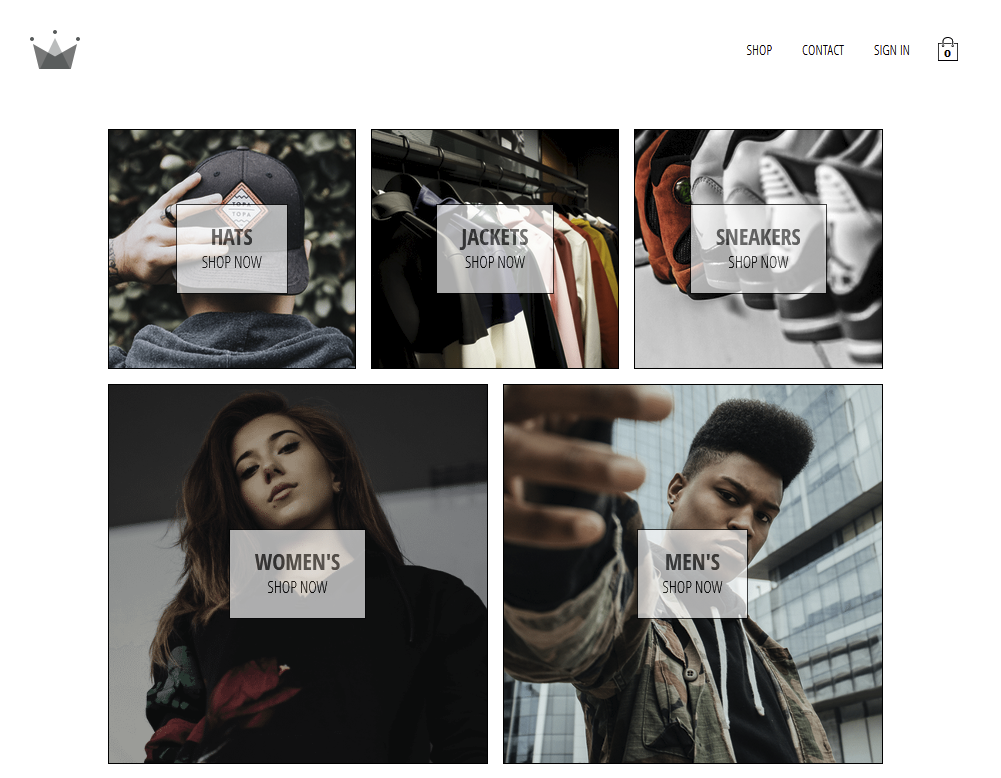 SHOP
CONTACT
SIGN IN
0
TOPA
TOPA
HATS
SHOP NOW
JACKETS
SHOP NOW
SNEAKERS
SHOP NOW
WOMEN'S
SHOP NOW
MEN'S
SHOP NOW